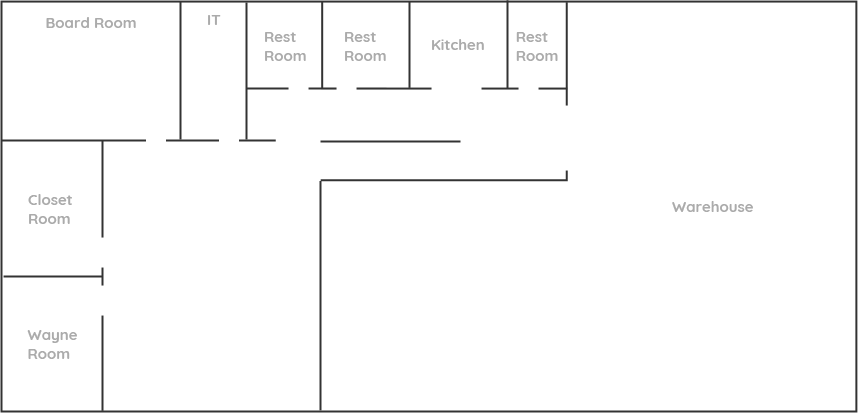 Board Room
IT
Rest
Room
Rest
Room
Kitchen
Rest
Room
Closet
Room
Warehouse
Wayne
Room